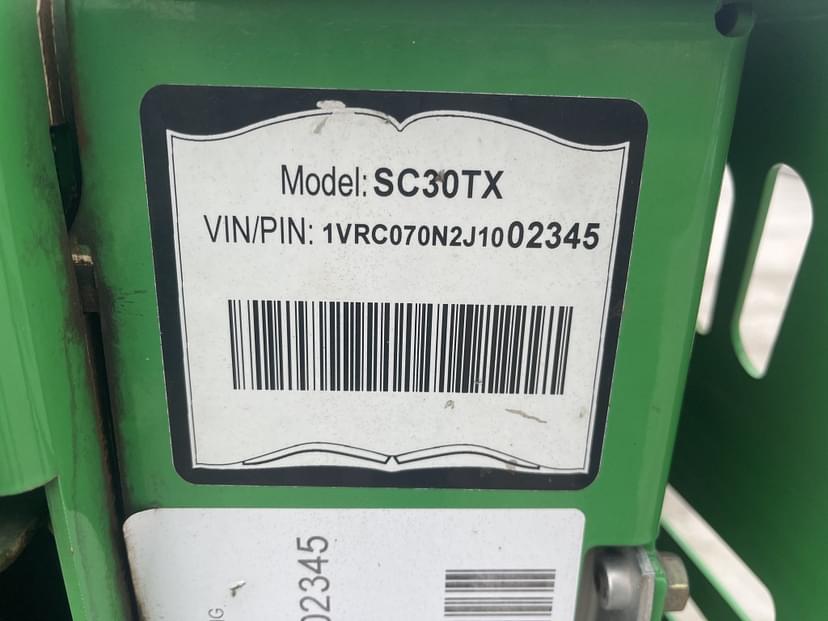 Model: SC30TX
VIN/PIN: 1VRC070N2J1002345
02345